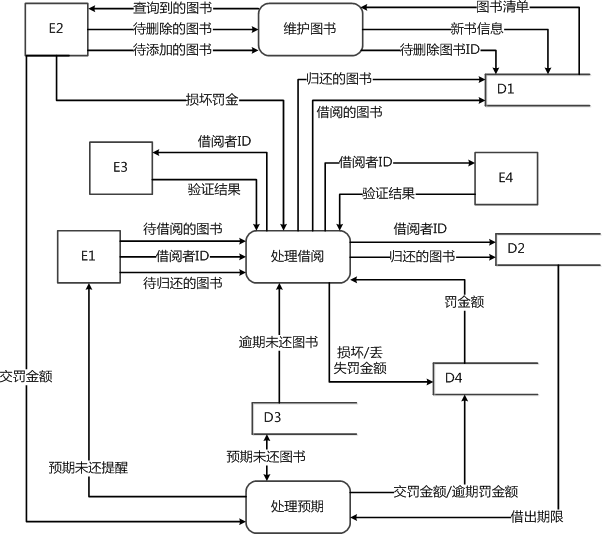 查询到的图书
图书清单
E2
待删除的图书
维护图书
新书信息
待添加的图书
待删除图书ID
归还的图书
D1
损坏罚金
借阅的图书
借阅者ID
借阅者ID
E3
E4
验证结果
验证结果
待借阅的图书
借阅者ID
E1
借阅者ID
处理借阅
D2
归还的图书
待归还的图书
罚金额
逾期未还图书
损坏/丢
失罚金额
交罚金额
D4
D3
预期未还图书
预期未还提醒
处理预期
交罚金额/逾期罚金额
借出期限